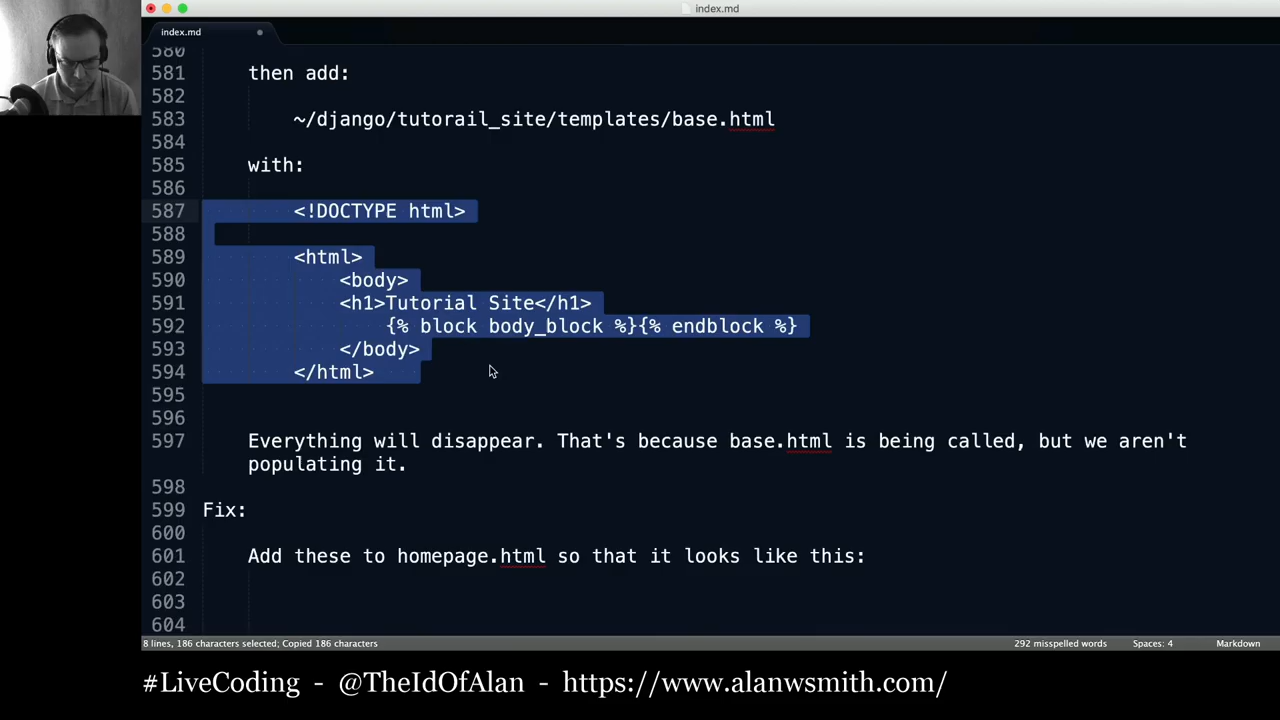 index.md
index.md
580
581 then add:
582
583 ~/django/tutorail_site/templates/base.html
584
585 with:
586
587 <!DOCTYPE html>
588
589 <html>
590 <body>
591 <h1>Tutorial Site</h1>
592 {% block body_block %}{% endblock %}
593 </body>
594 </html>
595
596
597 Everything will disappear. That's because base.html is being called, but we aren't
populating it.
598
599 Fix:
600
601 Add these to homepage.html so that it looks like this:
602
603
604
8 lines, 186 characters selected; Copied 186 characters 292 misspelled words Spaces: 4 Markdown
#LiveCoding - @TheIdOfAlan - https://www.alanwsmith.com/